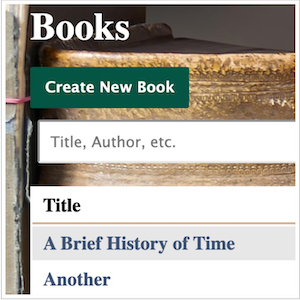 Books
Create New Book
Title, Author, etc.
Title
A Brief History of Time
Another